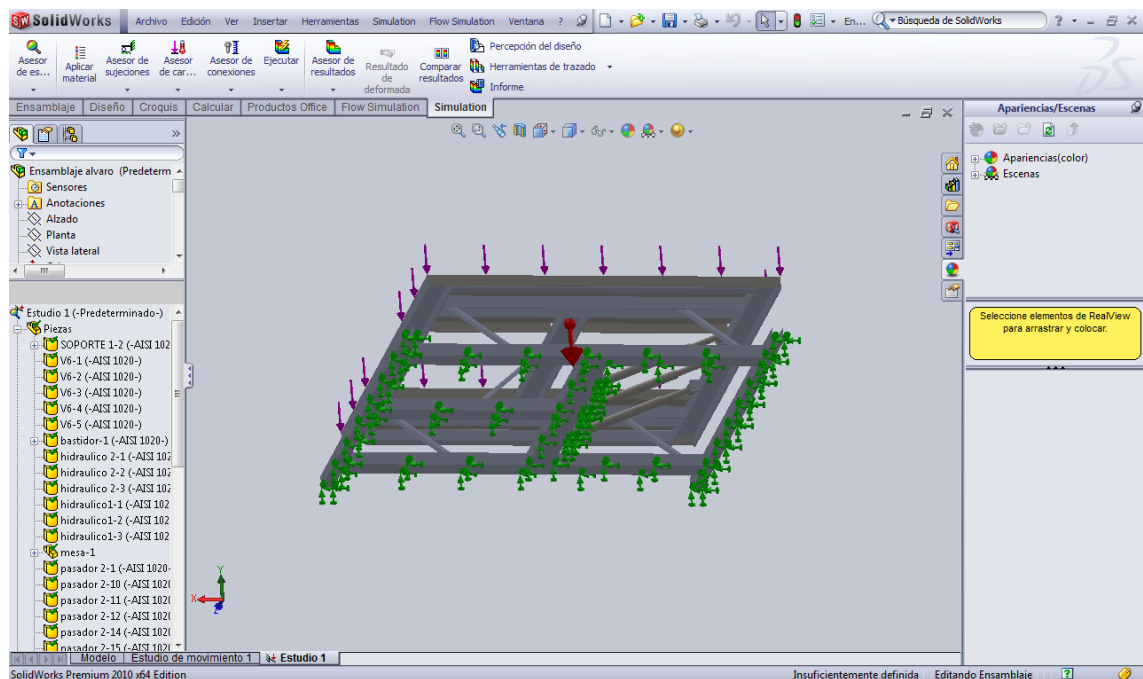 SolidWorks Archivo Edición Ver Insertar Herramientas Simulation Flow Simulation Ventana ? En... Búsqueda de SolidWorks ?
Asesor de es...
Aplicar material
Asesor de sujeciones
Asesor de car...
Asesor de conexiones
Ejecutar
Asesor de resultados
Resultado de deformada
Comparar resultados
Percepción del diseño
Herramientas de trazado
Informe
Ensamblaje Diseño Croquis Calcular Productos Office Flow Simulation Simulation
Apariencias/Escenas
Apariencias(color)
Escenas
Ensamblaje alvaro (Predeterm
Sensores
A Anotaciones
Alzado
Planta
Vista lateral
Seleccione elementos de RealView
para arrastrar y colocar.
Estudio 1 (-Predeterminado-)
Piezas
SOPORTE 1-2 (-AISI 102
V6-1 (-AISI 1020-)
V6-2 (-AISI 1020-)
V6-3 (-AISI 1020-)
V6-4 (-AISI 1020-)
V6-5 (-AISI 1020-)
bastidor-1 (-AISI 1020-)
hidraulico 2-1 (-AISI 102
hidraulico 2-2 (-AISI 102
hidraulico 2-3 (-AISI 102
hidraulico1-1 (-AISI 102
hidraulico1-2 (-AISI 102
hidraulico1-3 (-AISI 102
mesa-1
pasador 2-1 (-AISI 1020-
pasador 2-10 (-AISI 1020
pasador 2-11 (-AISI 1020
pasador 2-12 (-AISI 1020
pasador 2-14 (-AISI 1020
pasador 2-15 (-AISI 1020
Y
X
Z
Modelo Estudio de movimiento 1 Estudio 1
SolidWorks Premium 2010 x64 Edition Insuficientemente definida Editando Ensamblaje ?